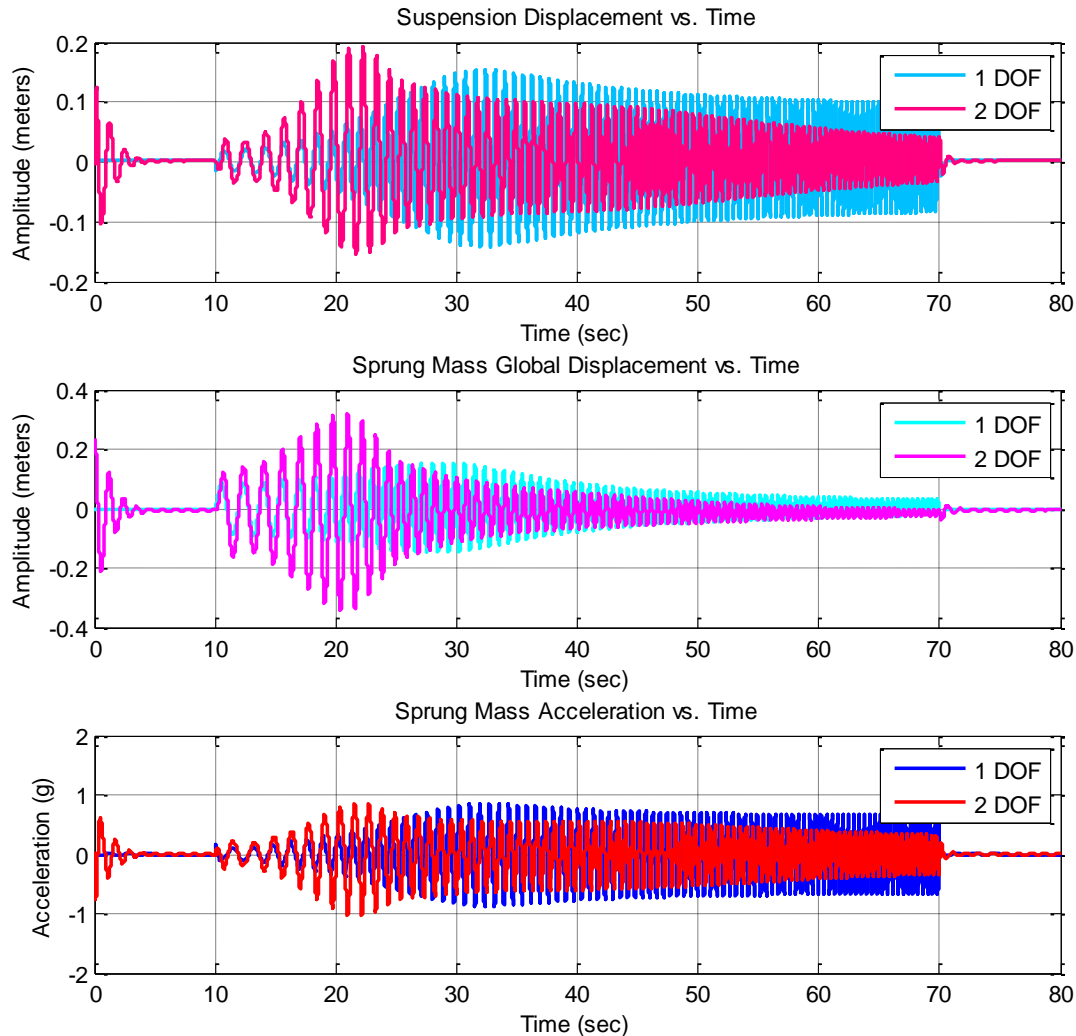 Suspension Displacement vs. Time
Amplitude (meters)
0.2
0.1
0
-0.1
-0.2
1 DOF
2 DOF
0 10 20 30 40 50 60 70 80
Time (sec)
Sprung Mass Global Displacement vs. Time
Amplitude (meters)
0.4
0.2
0
-0.2
-0.4
1 DOF
2 DOF
0 10 20 30 40 50 60 70 80
Time (sec)
Sprung Mass Acceleration vs. Time
Acceleration (g)
2
1
0
-1
-2
1 DOF
2 DOF
0 10 20 30 40 50 60 70 80
Time (sec)